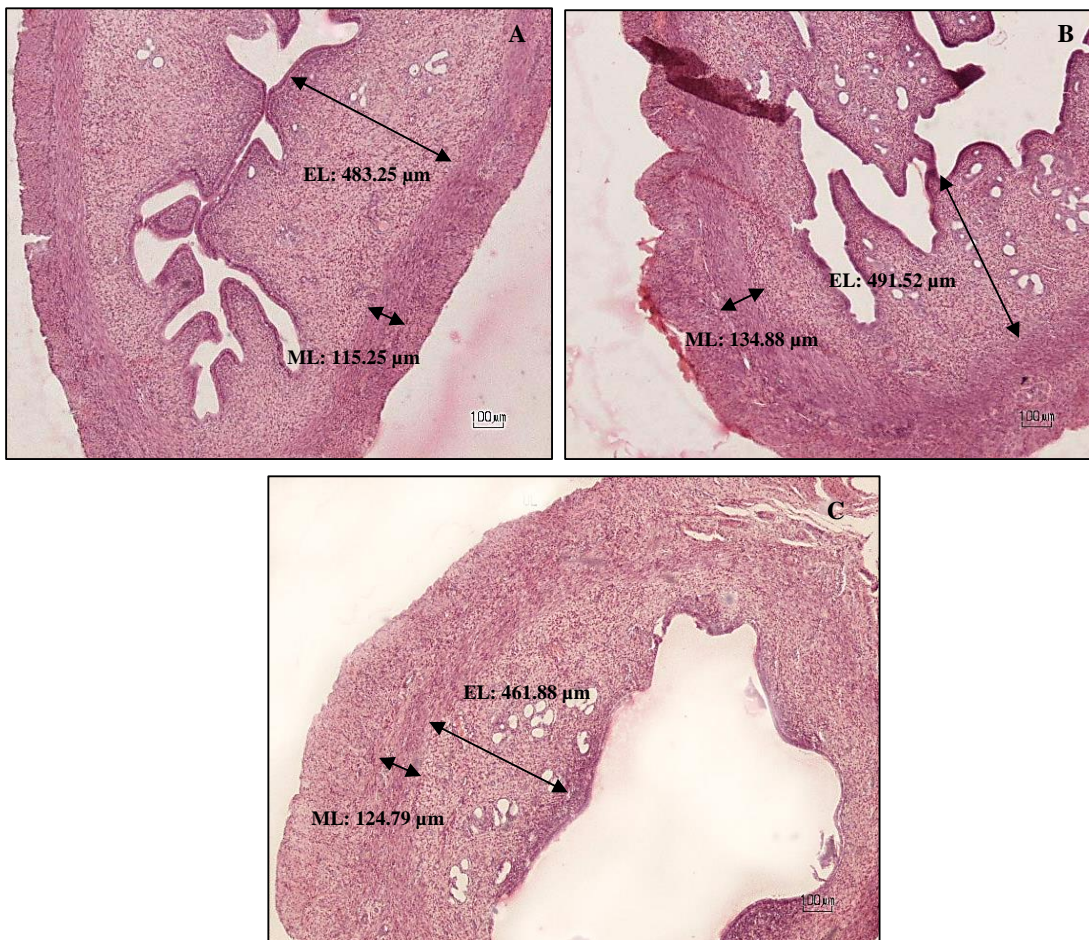 A
EL: 483.25 µm
ML: 115.25 µm
100µm
B
EL: 491.52 µm
ML: 134.88 µm
100µm
C
EL: 461.88 µm
ML: 124.79 µm
100µm